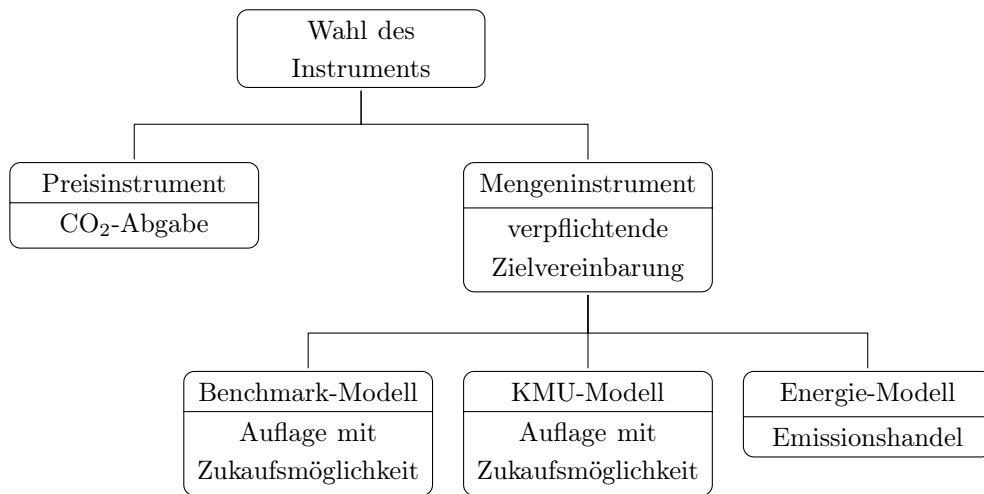 Wahl des
Instruments
Preisinstrument
CO₂-Abgabe
Mengeninstrument
verpflichtende
Zielvereinbarung
Benchmark-Modell
Auflage mit
Zukaufsmöglichkeit
KMU-Modell
Auflage mit
Zukaufsmöglichkeit
Energie-Modell
Emissionshandel